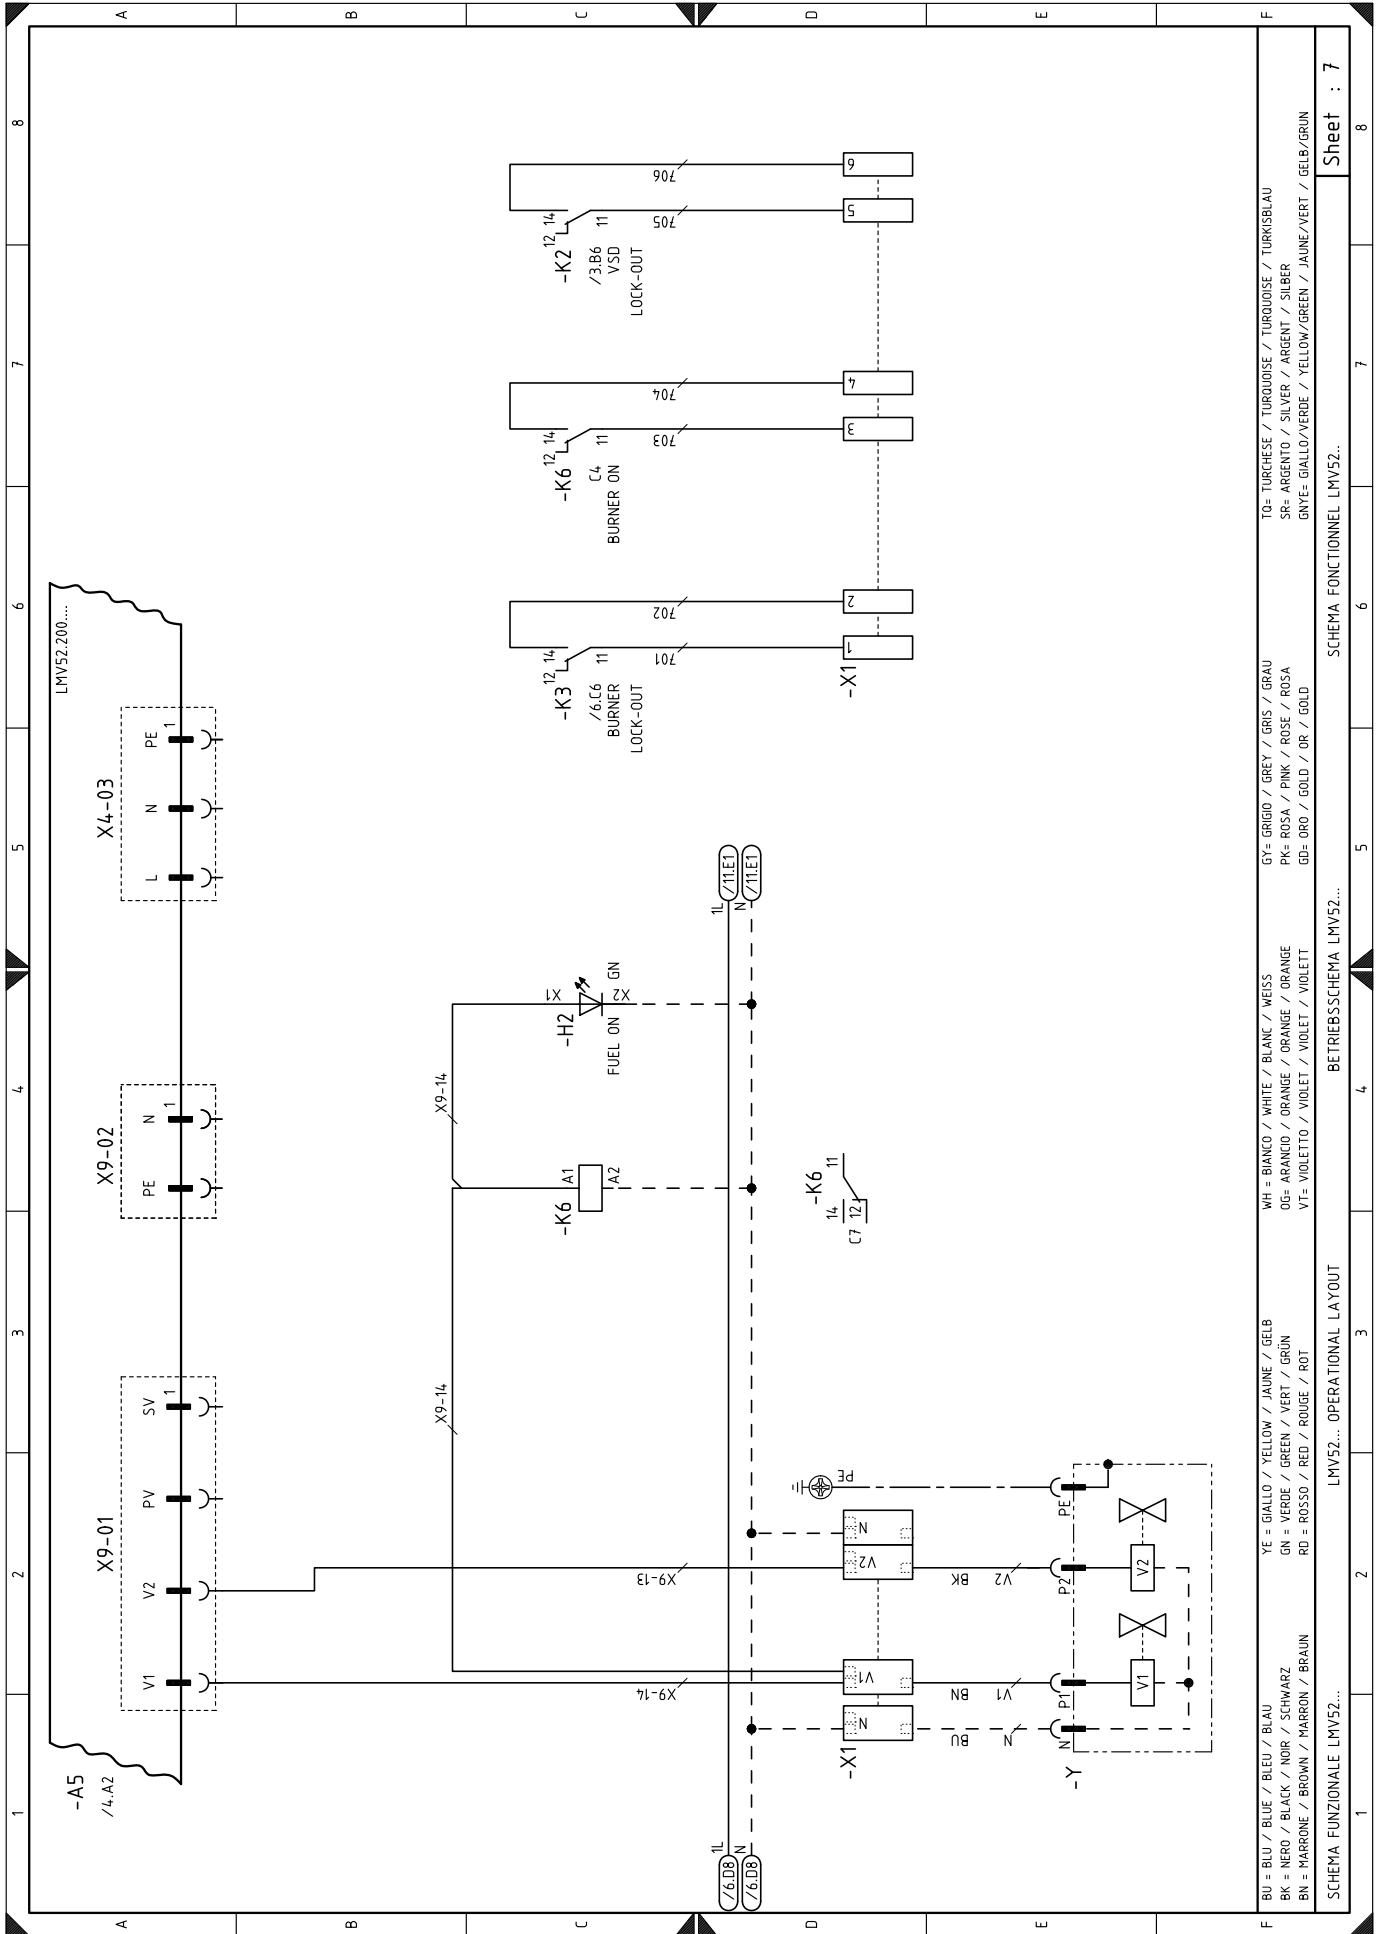 1 2 3 4 5 6 7 8
A
B
C
D
E
F
-A5
/4.A2
LMV52.200....
X9-01
V1 V2 PV SV 1
X9-02
PE N 1
X4-03
L N PE 1
X9-14
X9-14
-K6
A1
A2
-H2
X1
X2
FUEL ON
GN
-K3
/6.C6
BURNER
LOCK-OUT
12 14
11
701
702
-K6
C4
BURNER ON
12 14
11
703
704
-K2
/3.B6
VSD
LOCK-OUT
12 14
11
705
706
-X1
1 2 3 4 5 6
/6.D8 1L
/6.D8 N
1L /11.E1
N /11.E1
X9-14
X9-13
-K6
14
11
12
C7
-X1
N V1 V2 N
PE
BU
BN
BK
N
V1
V2
-Y
N P1 P2 PE
V1
V2
A
B
C
D
E
F
BU = BLU / BLUE / BLEU / BLAU
BK = NERO / BLACK / NOIR / SCHWARZ
BN = MARRONE / BROWN / MARRON / BRAUN
YE = GIALLO / YELLOW / JAUNE / GELB
GN = VERDE / GREEN / VERT / GRÜN
RD = ROSSO / RED / ROUGE / ROT
WH = BIANCO / WHITE / BLANC / WEISS
OG= ARANCIO / ORANGE / ORANGE / ORANGE
VT= VIOLETTO / VIOLET / VIOLET / VIOLETT
GY= GRIGIO / GREY / GRIS / GRAU
PK= ROSA / PINK / ROSE / ROSA
GD= ORO / GOLD / OR / GOLD
TQ= TURCHESE / TURQUOISE / TURQUOISE / TURKISBLAU
SR= ARGENTO / SILVER / ARGENT / SILBER
GNYE= GIALLO/VERDE / YELLOW/GREEN / JAUNE/VERT / GELB/GRUN
SCHEMA FUNZIONALE LMV52... LMV52... OPERATIONAL LAYOUT BETRIEBSSCHEMA LMV52... SCHEMA FONCTIONNEL LMV52..
Sheet : 7
1 2 3 4 5 6 7 8